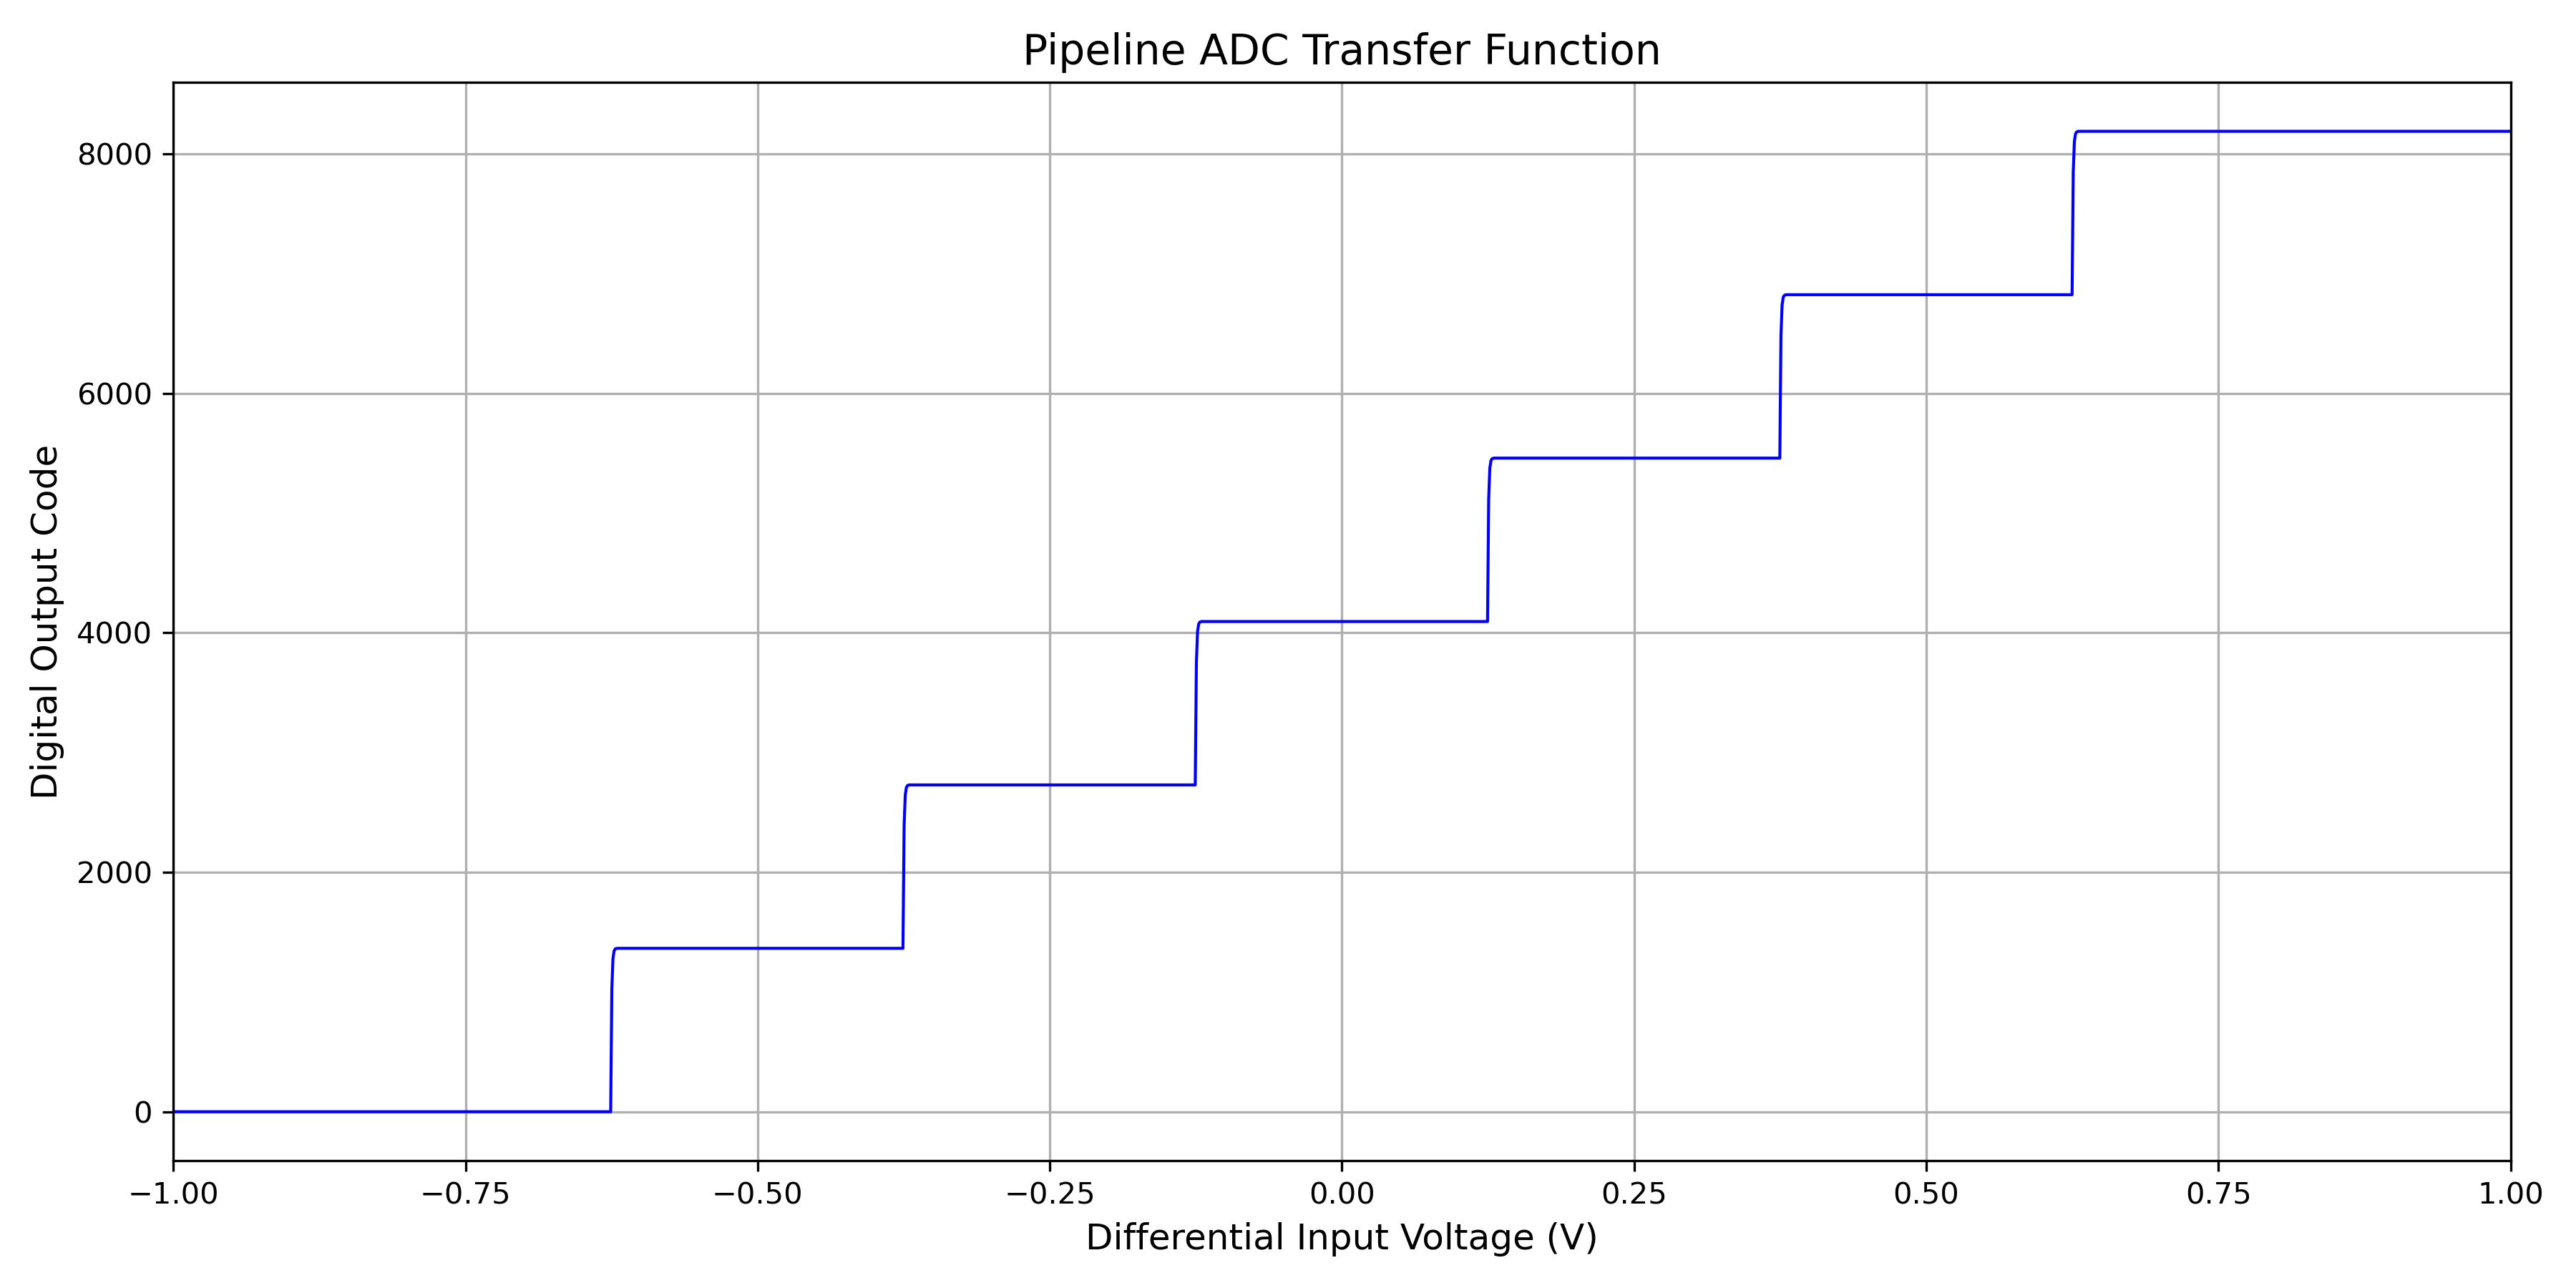 Pipeline ADC Transfer Function
Digital Output Code
8000
6000
4000
2000
0
−1.00 −0.75 −0.50 −0.25 0.00 0.25 0.50 0.75 1.00
Differential Input Voltage (V)